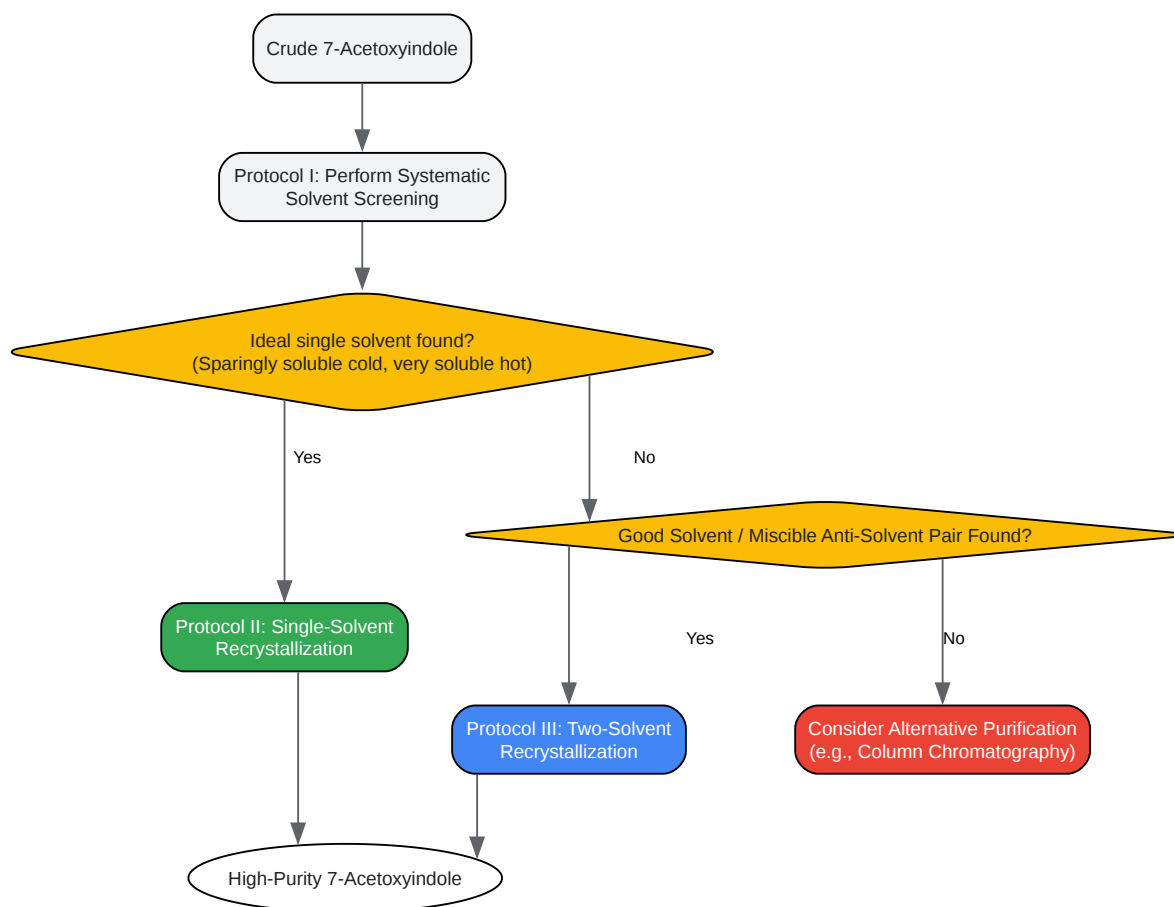 Crude 7-Acetoxyindole
Protocol I: Perform Systematic
Solvent Screening
Ideal single solvent found?
(Sparingly soluble cold, very soluble hot)
Yes
No
Good Solvent / Miscible Anti-Solvent Pair Found?
Protocol II: Single-Solvent
Recrystallization
Yes
No
Protocol III: Two-Solvent
Recrystallization
Consider Alternative Purification
(e.g., Column Chromatography)
High-Purity 7-Acetoxyindole